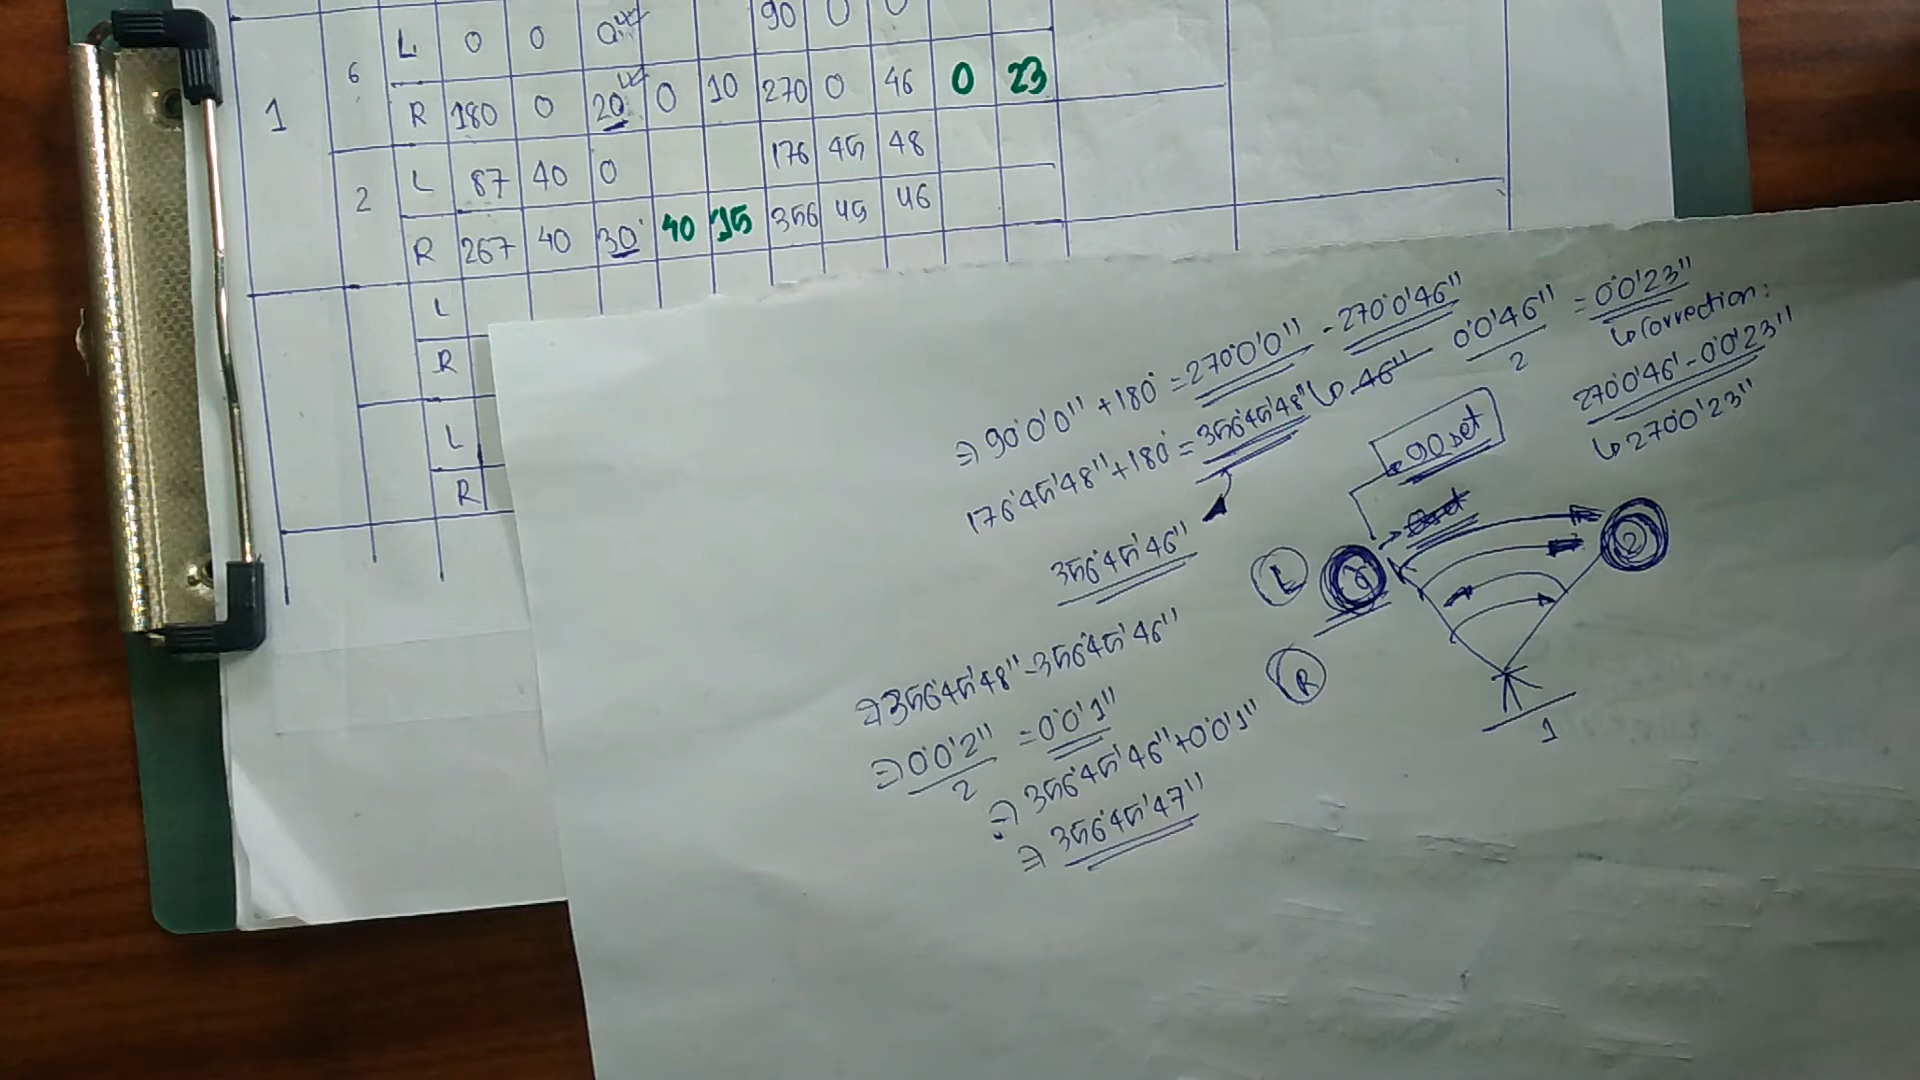 90 0 0
1 6 L 0 0 0
R 180 0 20 0 10 270 0 46 0 23
2 L 87 40 0 176 45 48
R 267 40 30 40 15 356 45 46
L
R
L
R
⇒ 90°0'0" + 180° = 270°0'0" - 270°0'46"
↳ 46" 0°0'46" / 2 = 0°0'23"
↳ Correction:
270°0'46' - 0°0'23"
↳ 270°0'23"
176°45'48" + 180° = 356°45'48"
356°45'46"
90 set
L 2
R
1
⇒ 356°45'48" - 356°45'46"
⇒ 0°0'2" / 2 = 0°0'1"
⇒ 356°45'46" + 0°0'1"
⇒ 356°45'47"